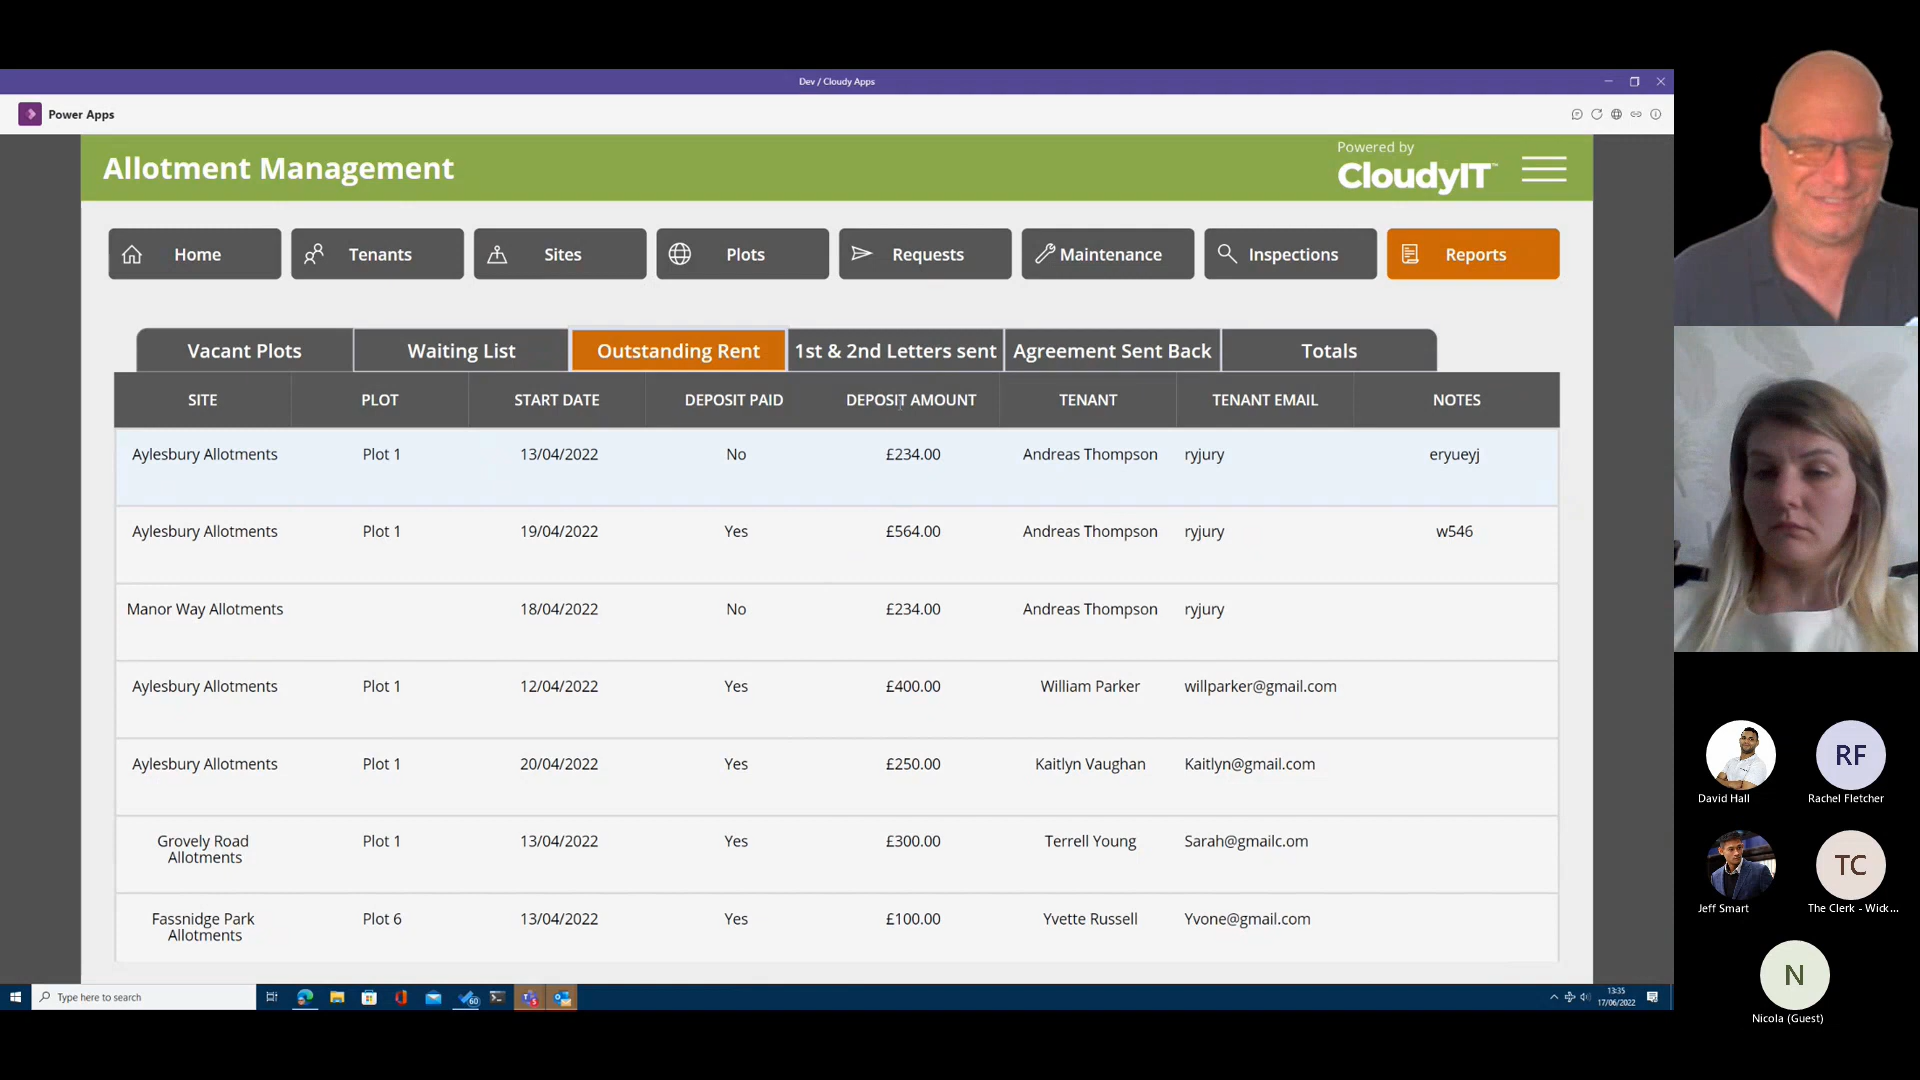 Dev / Cloudy Apps
Power Apps
Allotment Management
Powered by
CloudyIT™
Home
Tenants
Sites
Plots
Requests
Maintenance
Inspections
Reports
Vacant Plots
Waiting List
Outstanding Rent
1st & 2nd Letters sent
Agreement Sent Back
Totals
SITE PLOT START DATE DEPOSIT PAID DEPOSIT AMOUNT TENANT TENANT EMAIL NOTES
Aylesbury Allotments Plot 1 13/04/2022 No £234.00 Andreas Thompson ryjury eryueyj
Aylesbury Allotments Plot 1 19/04/2022 Yes £564.00 Andreas Thompson ryjury w546
Manor Way Allotments 18/04/2022 No £234.00 Andreas Thompson ryjury
Aylesbury Allotments Plot 1 12/04/2022 Yes £400.00 William Parker willparker@gmail.com
Aylesbury Allotments Plot 1 20/04/2022 Yes £250.00 Kaitlyn Vaughan Kaitlyn@gmail.com
Grovely Road Plot 1 13/04/2022 Yes £300.00 Terrell Young Sarah@gmailc.om
Allotments
Fassnidge Park Plot 6 13/04/2022 Yes £100.00 Yvette Russell Yvone@gmail.com
Allotments
Type here to search
60
13:35
17/06/2022
David Hall
RF
Rachel Fletcher
Jeff Smart
TC
The Clerk - Wick...
N
Nicola (Guest)